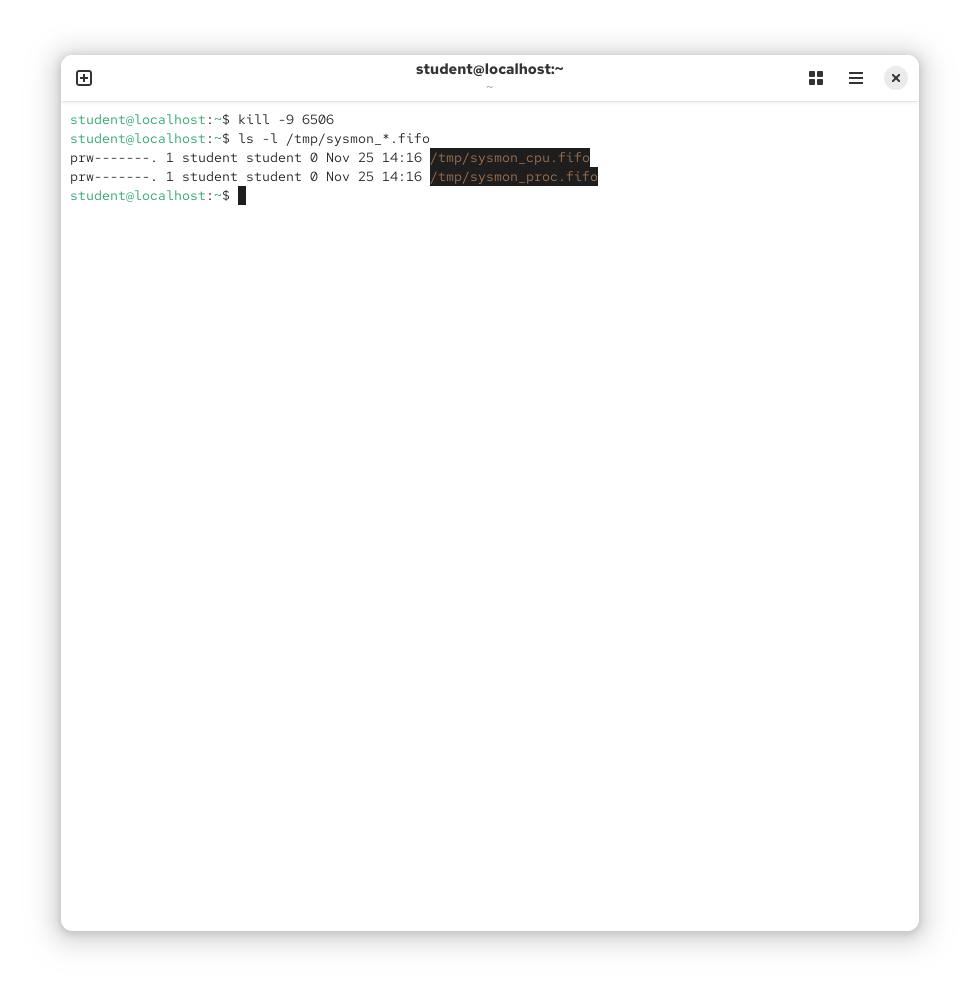 student@localhost:~
~
student@localhost:~$ kill -9 6506
student@localhost:~$ ls -l /tmp/sysmon_*.fifo
prw-------. 1 student student 0 Nov 25 14:16 /tmp/sysmon_cpu.fifo
prw-------. 1 student student 0 Nov 25 14:16 /tmp/sysmon_proc.fifo
student@localhost:~$